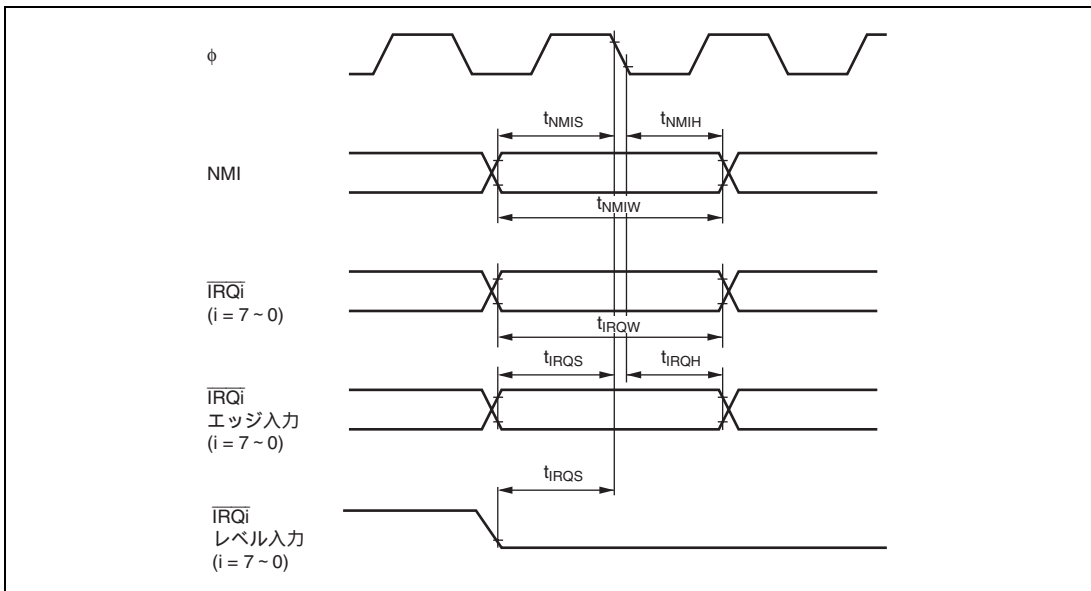 φ
tNMIS tNMIH
NMI
tNMIW
IRQi
(i = 7 ~ 0)
tIRQW
tIRQS tIRQH
IRQi
エッジ入力
(i = 7 ~ 0)
tIRQS
IRQi
レベル入力
(i = 7 ~ 0)